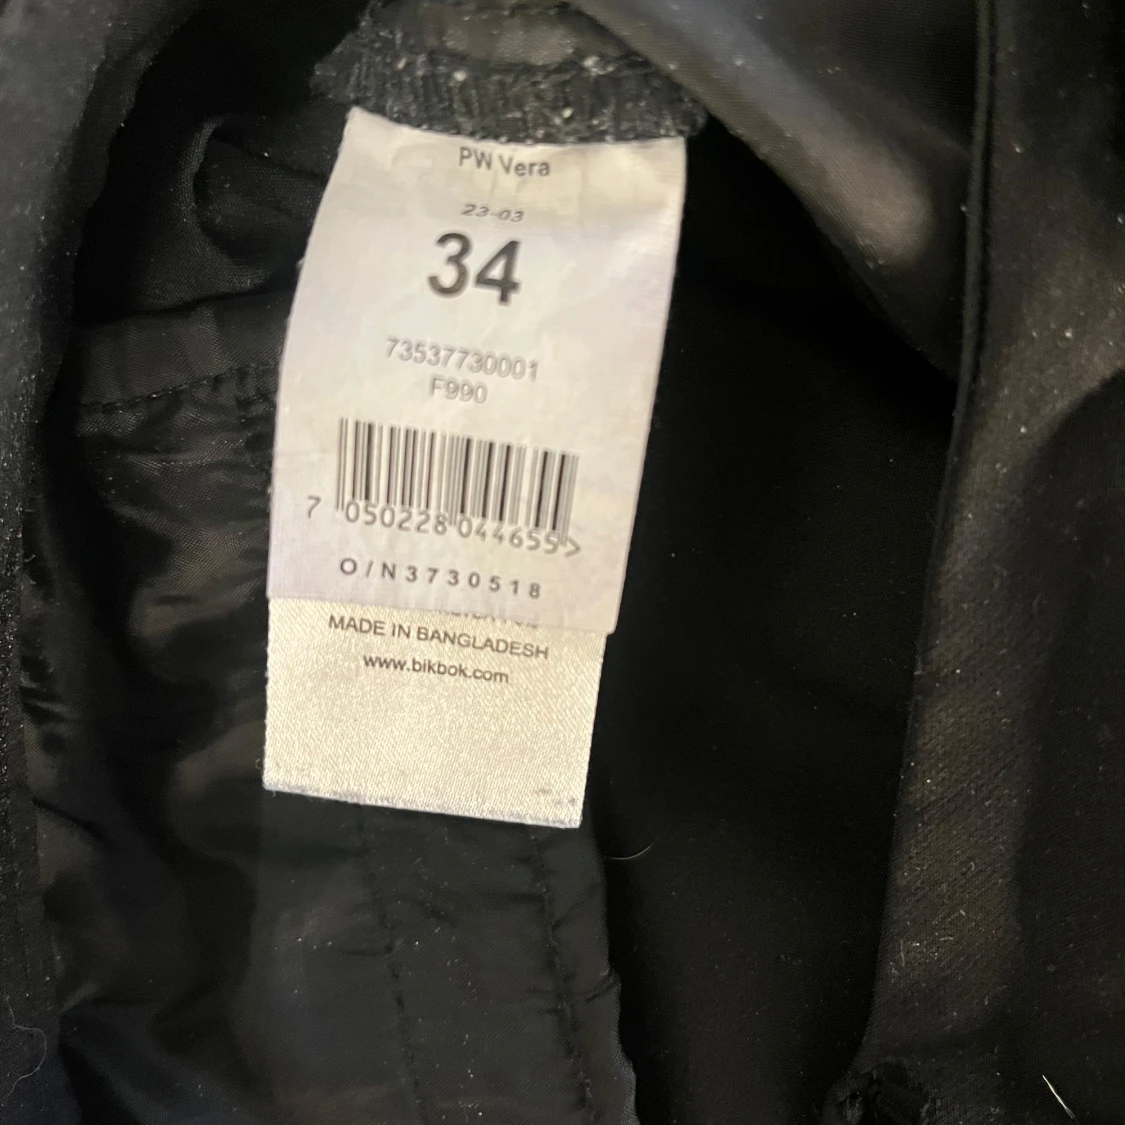 PW Vera
23-03
34
73537730001
F990
7 050228 044655 >
O/N3730518
MADE IN BANGLADESH
www.bikbok.com